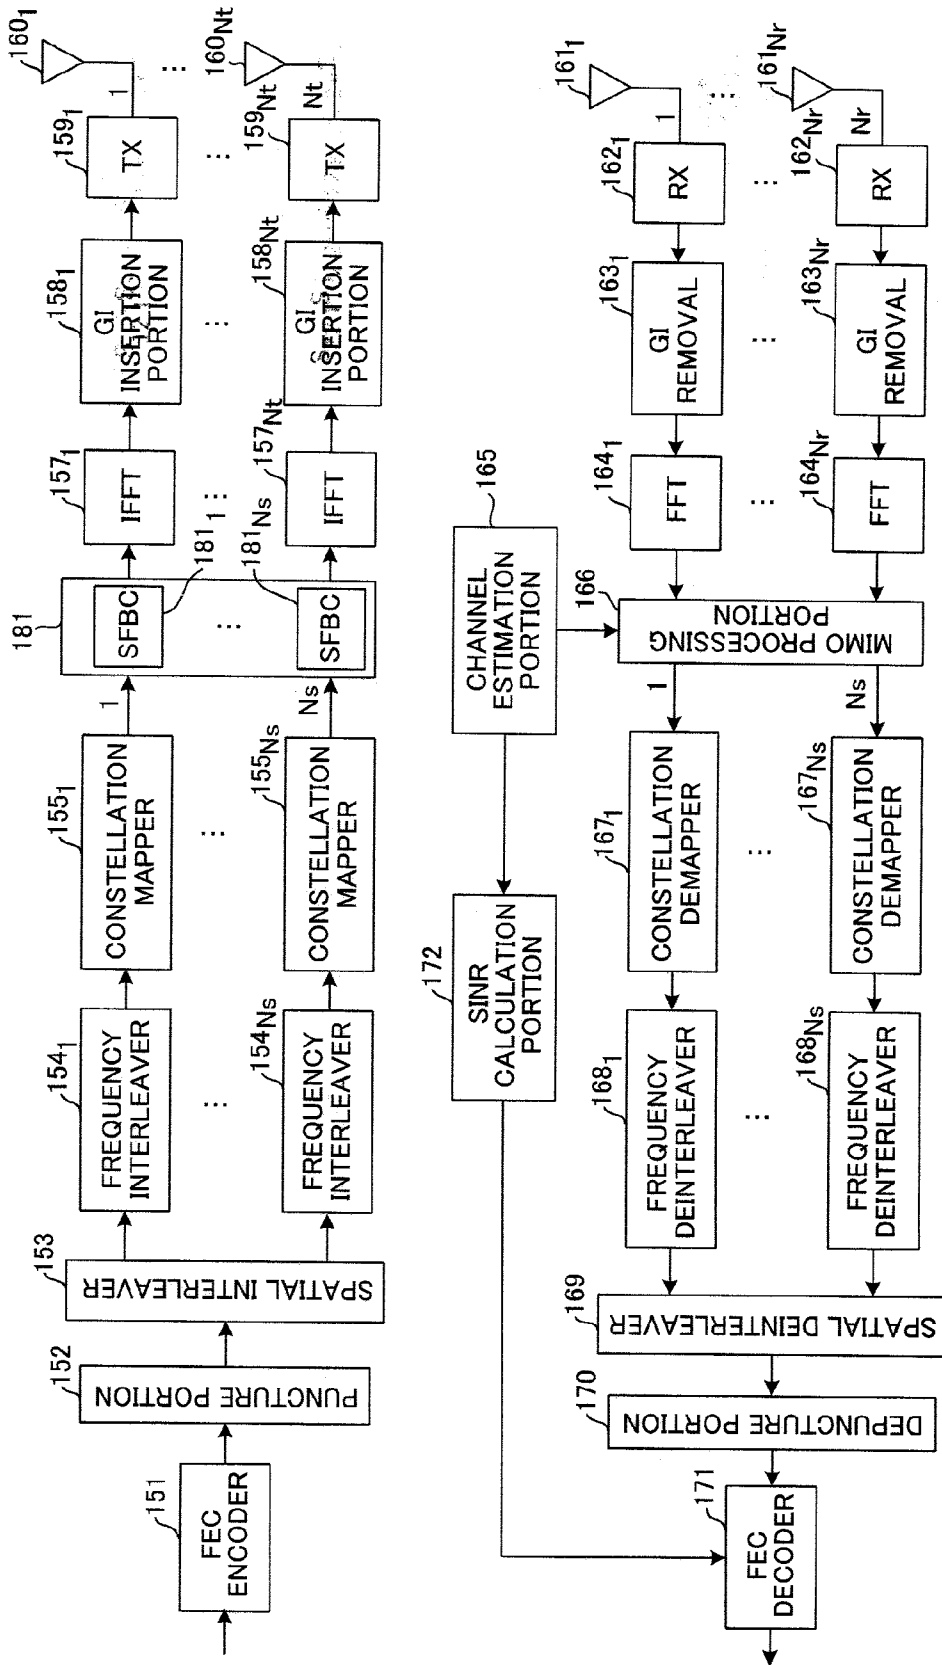 151
FEC
ENCODER
152
PUNCTURE PORTION
153
SPATIAL INTERLEAVER
154₁
FREQUENCY
INTERLEAVER
...
154Ns
FREQUENCY
INTERLEAVER
155₁
CONSTELLATION
MAPPER
...
155Ns
CONSTELLATION
MAPPER
1
Ns
181
SFBC
181₁
...
SFBC
181Ns
157₁
IFFT
...
157Nt
IFFT
158₁
GI
INSERTION
PORTION
...
158Nt
GI
INSERTION
PORTION
159₁
TX
...
159Nt
TX
1
Nt
160₁
...
160Nt
161₁
...
161Nr
1
Nr
162₁
RX
...
162Nr
RX
163₁
GI
REMOVAL
...
163Nr
GI
REMOVAL
164₁
FFT
...
164Nr
FFT
165
CHANNEL
ESTIMATION
PORTION
166
MIMO PROCESSING
PORTION
1
Ns
167₁
CONSTELLATION
DEMAPPER
...
167Ns
CONSTELLATION
DEMAPPER
172
SINR
CALCULATION
PORTION
168₁
FREQUENCY
DEINTERLEAVER
...
168Ns
FREQUENCY
DEINTERLEAVER
169
SPATIAL DEINTERLEAVER
170
DEPUNCTURE PORTION
171
FEC
DECODER